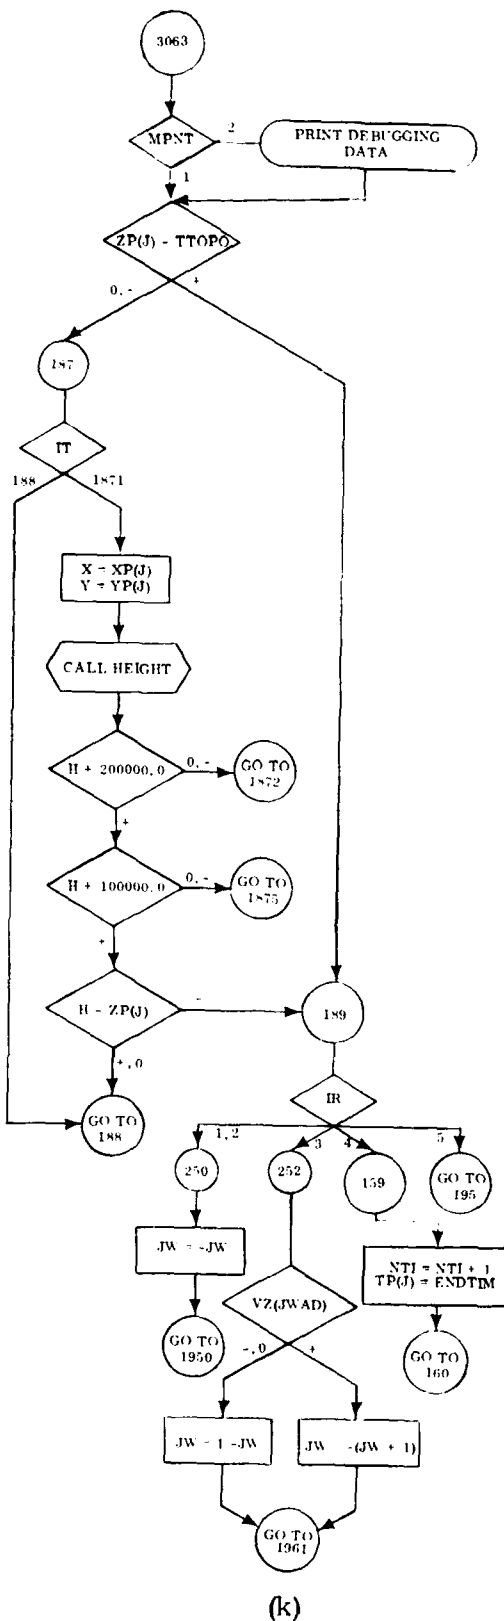 3063
MPNT
2
PRINT DEBUGGING
DATA
1
ZP(J) - TTOPO
0, -
+
187
IT
188
1871
X = XP(J)
Y = YP(J)
CALL HEIGHT
H + 200000.0
0, -
GO TO
1872
+
H + 100000.0
0, -
GO TO
1875
+
H - ZP(J)
-
189
+, 0
GO TO
188
IR
1, 2
3
4
5
250
252
159
GO TO
195
JW = -JW
NTI = NTI + 1
TP(J) = ENDTIM
VZ(JWAD)
GO TO
1950
GO TO
160
-, 0
+
JW = 1 -JW
JW = -(JW + 1)
GO TO
1961
(k)